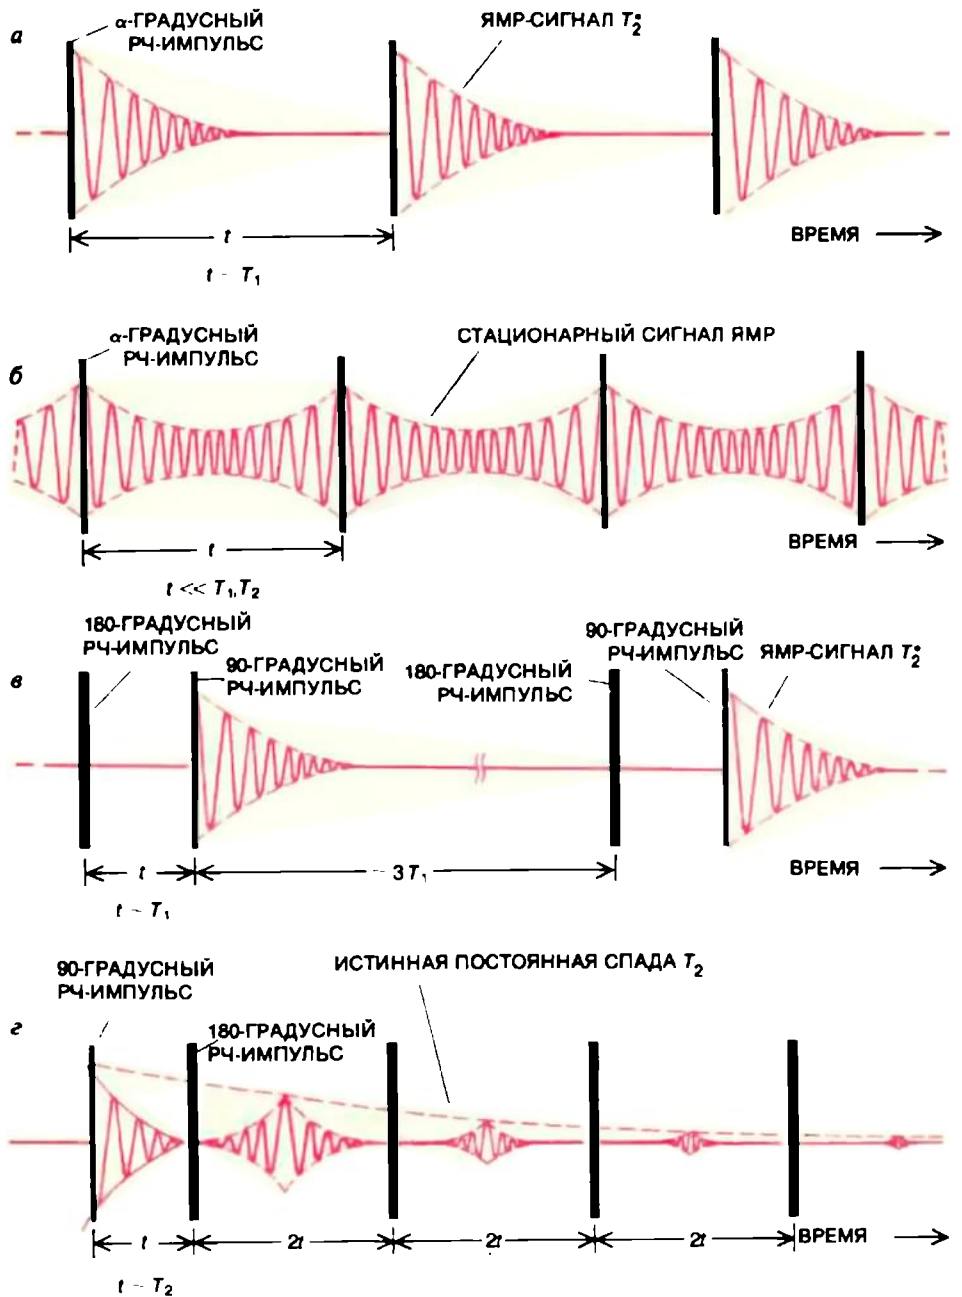 а
α-ГРАДУСНЫЙ
РЧ-ИМПУЛЬС
ЯМР-СИГНАЛ T₂*
t
ВРЕМЯ
t ~ T₁
б
α-ГРАДУСНЫЙ
РЧ-ИМПУЛЬС
СТАЦИОНАРНЫЙ СИГНАЛ ЯМР
t
ВРЕМЯ
t << T₁,T₂
в
180-ГРАДУСНЫЙ
РЧ-ИМПУЛЬС
90-ГРАДУСНЫЙ
РЧ-ИМПУЛЬС
180-ГРАДУСНЫЙ
РЧ-ИМПУЛЬС
90-ГРАДУСНЫЙ
РЧ-ИМПУЛЬС
ЯМР-СИГНАЛ T₂*
t
~ 3T₁
ВРЕМЯ
t ~ T₁
г
90-ГРАДУСНЫЙ
РЧ-ИМПУЛЬС
180-ГРАДУСНЫЙ
РЧ-ИМПУЛЬС
ИСТИННАЯ ПОСТОЯННАЯ СПАДА T₂
t
2t
2t
2t
ВРЕМЯ
t ~ T₂